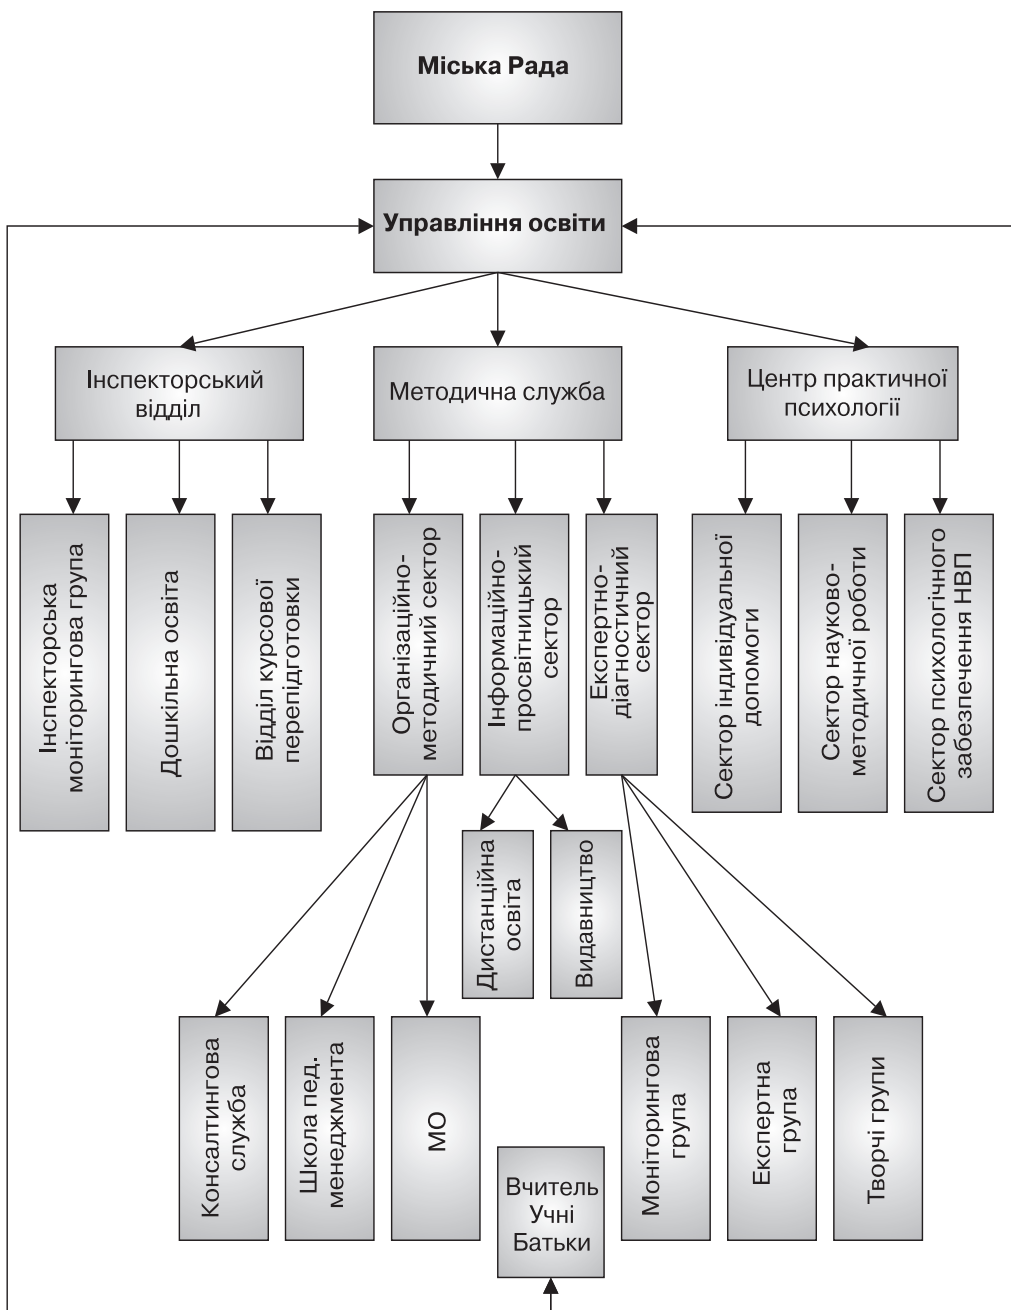 Міська Рада
Управління освіти
Інспекторський
відділ
Методична служба
Центр практичної
психології
Інспекторська
моніторингова група
Дошкільна освіта
Відділ курсової
перепідготовки
Організаційно-
методичний сектор
Інформаційно-
просвітницький
сектор
Експертно-
діагностичний
сектор
Сектор індивідуальної
допомоги
Сектор науково-
методичної роботи
Сектор психологічного
забезпечення НВП
Дистанційна
освіта
Видавництво
Консалтингова
служба
Школа пед.
менеджмента
МО
Вчитель
Учні
Батьки
Моніторингова
група
Експертна
група
Творчі групи